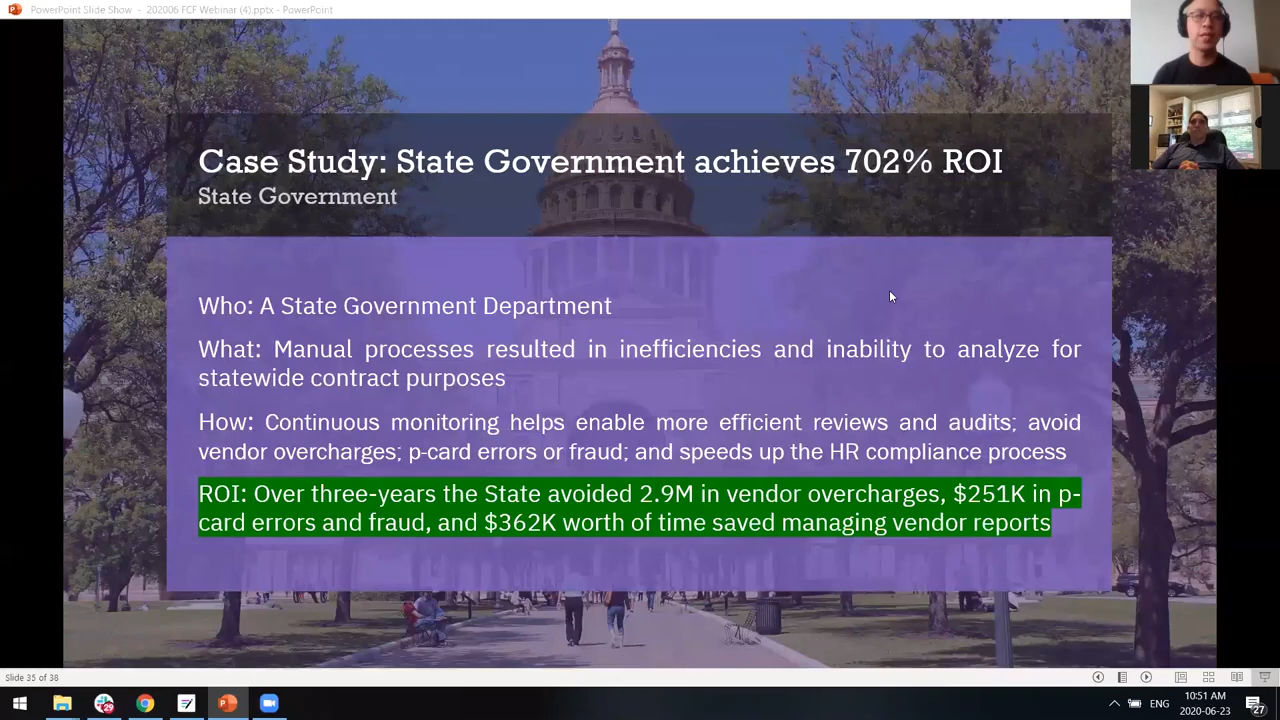 PowerPoint Slide Show - 202006 FCF Webinar (4).pptx - PowerPoint
Case Study: State Government achieves 702% ROI
State Government
Who: A State Government Department
What: Manual processes resulted in inefficiencies and inability to analyze for
statewide contract purposes
How: Continuous monitoring helps enable more efficient reviews and audits; avoid
vendor overcharges; p-card errors or fraud; and speeds up the HR compliance process
ROI: Over three-years the State avoided 2.9M in vendor overcharges, $251K in p-
card errors and fraud, and $362K worth of time saved managing vendor reports
Slide 35 of 38
29
ENG
10:51 AM
2020-06-23
27